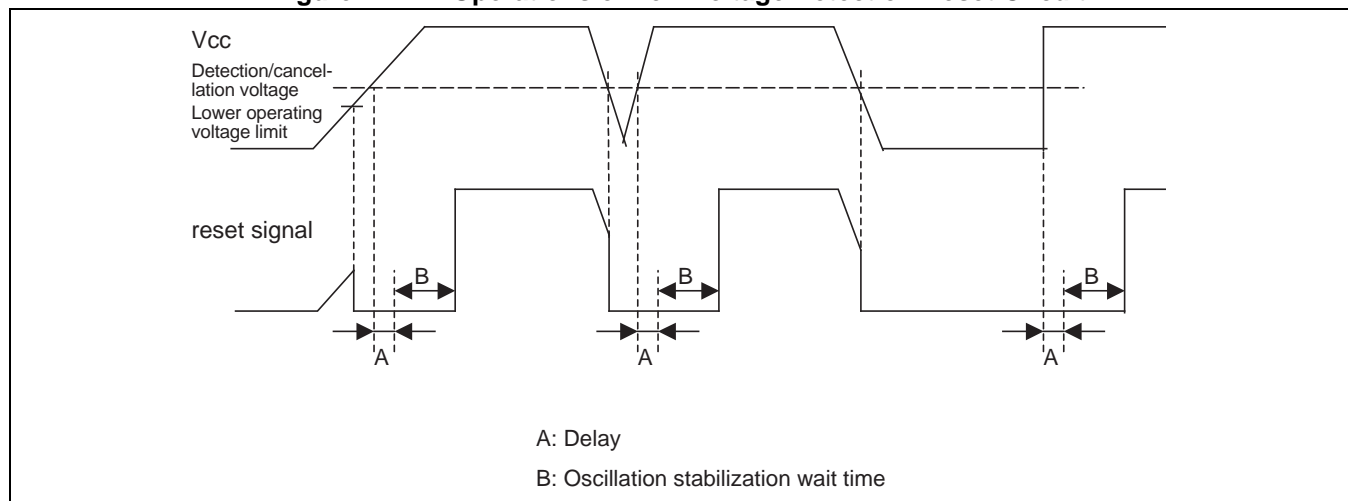 Vcc
Detection/cancel-
lation voltage
Lower operating
voltage limit
reset signal
B
B
B
A
A
A
A: Delay
B: Oscillation stabilization wait time